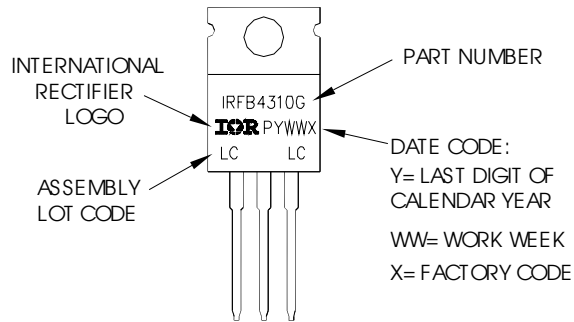 INTERNATIONAL
RECTIFIER
LOGO
PART NUMBER
IRFB4310G
IOR PYWWX
LC LC
ASSEMBLY
LOT CODE
DATE CODE:
Y= LAST DIGIT OF
CALENDAR YEAR
WW= WORK WEEK
X= FACTORY CODE